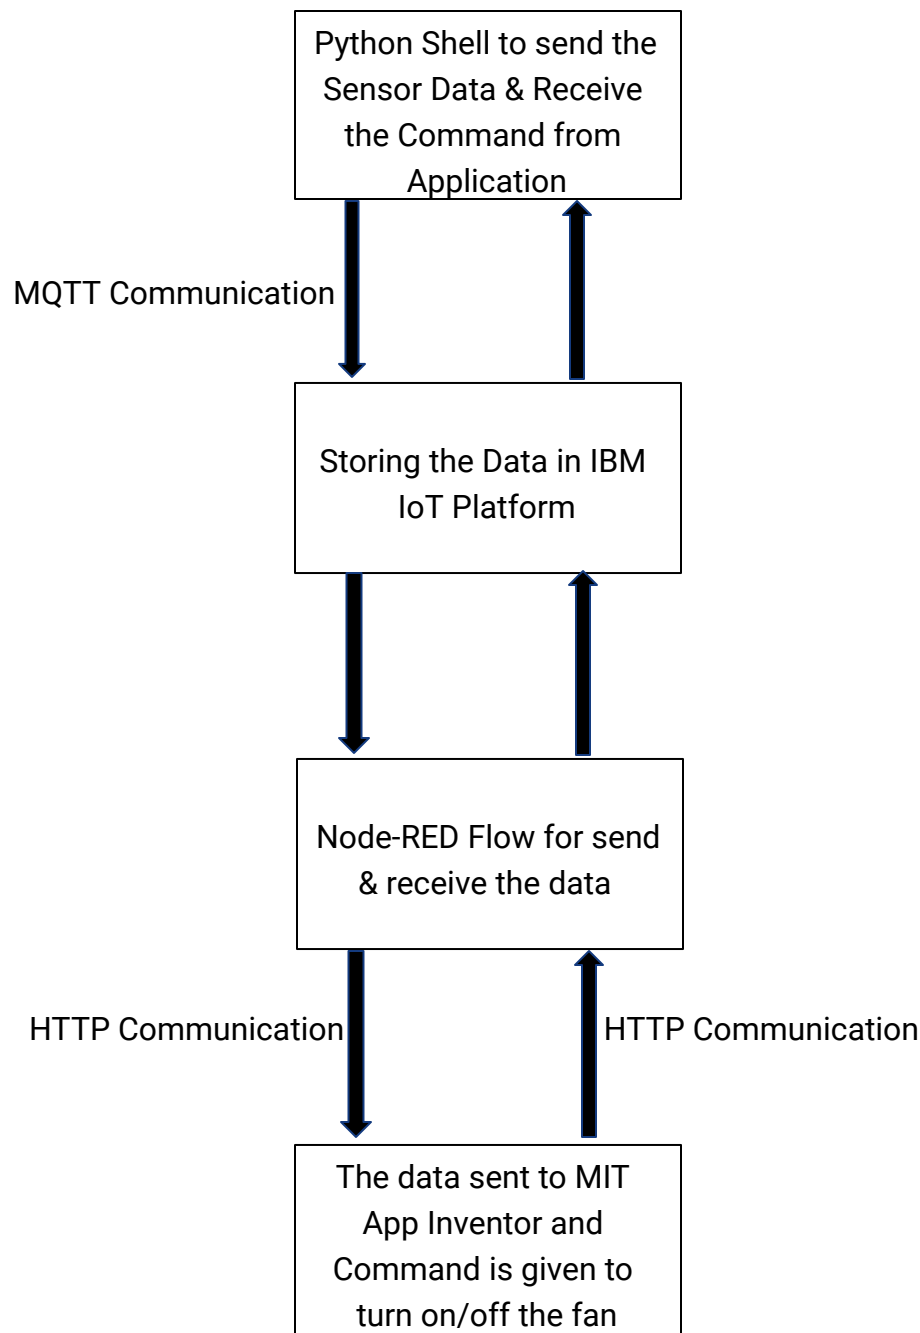 Python Shell to send the
Sensor Data & Receive
the Command from
Application
MQTT Communication
Storing the Data in IBM
IoT Platform
Node-RED Flow for send
& receive the data
HTTP Communication
HTTP Communication
The data sent to MIT
App Inventor and
Command is given to
turn on/off the fan